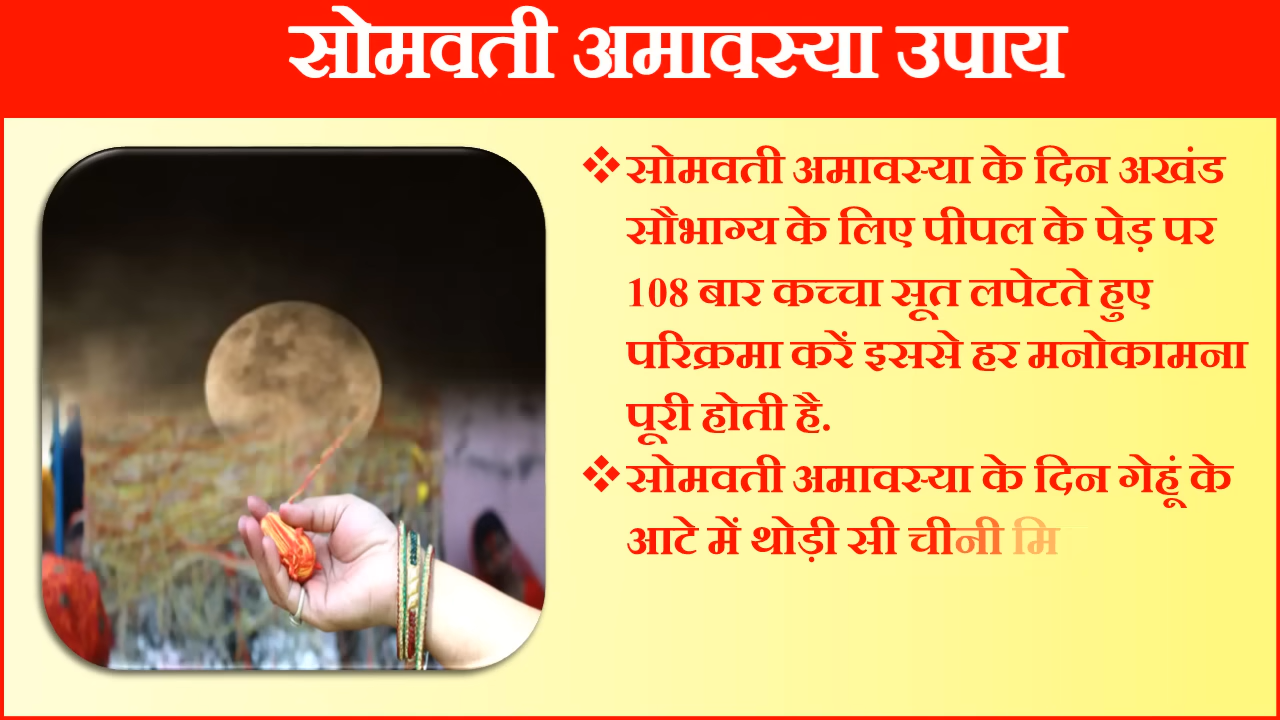 सोमवती अमावस्या उपाय
❖सोमवती अमावस्या के दिन अखंड
सौभाग्य के लिए पीपल के पेड़ पर
108 बार कच्चा सूत लपेटते हुए
परिक्रमा करें इससे हर मनोकामना
पूरी होती है.
❖सोमवती अमावस्या के दिन गेहूं के
आटे में थोड़ी सी चीनी मि